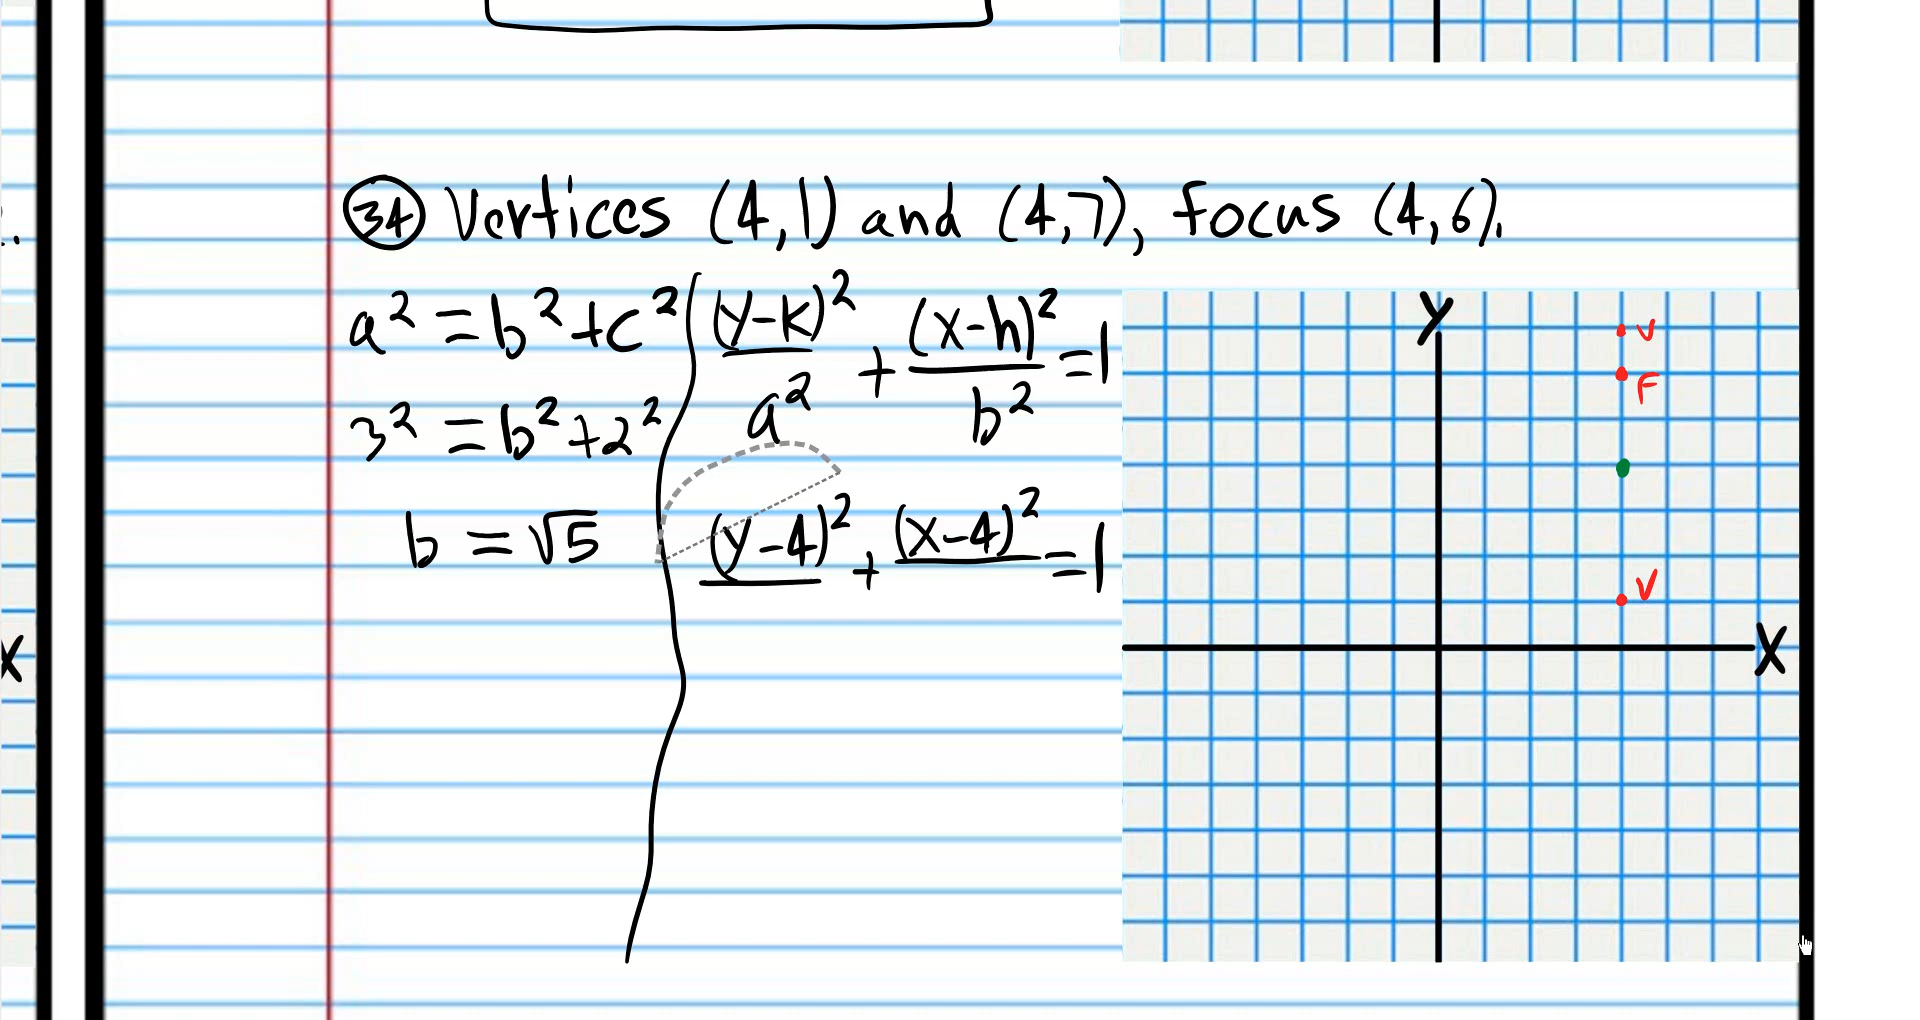 (34) Vertices (4,1) and (4,7), focus (4,6).
a² = b² + c²
3² = b² + 2²
b = √5
(y-k)²/a² + (x-h)²/b² = 1
(y-4)² + (x-4)² = 1
Y
V
F
V
X
X